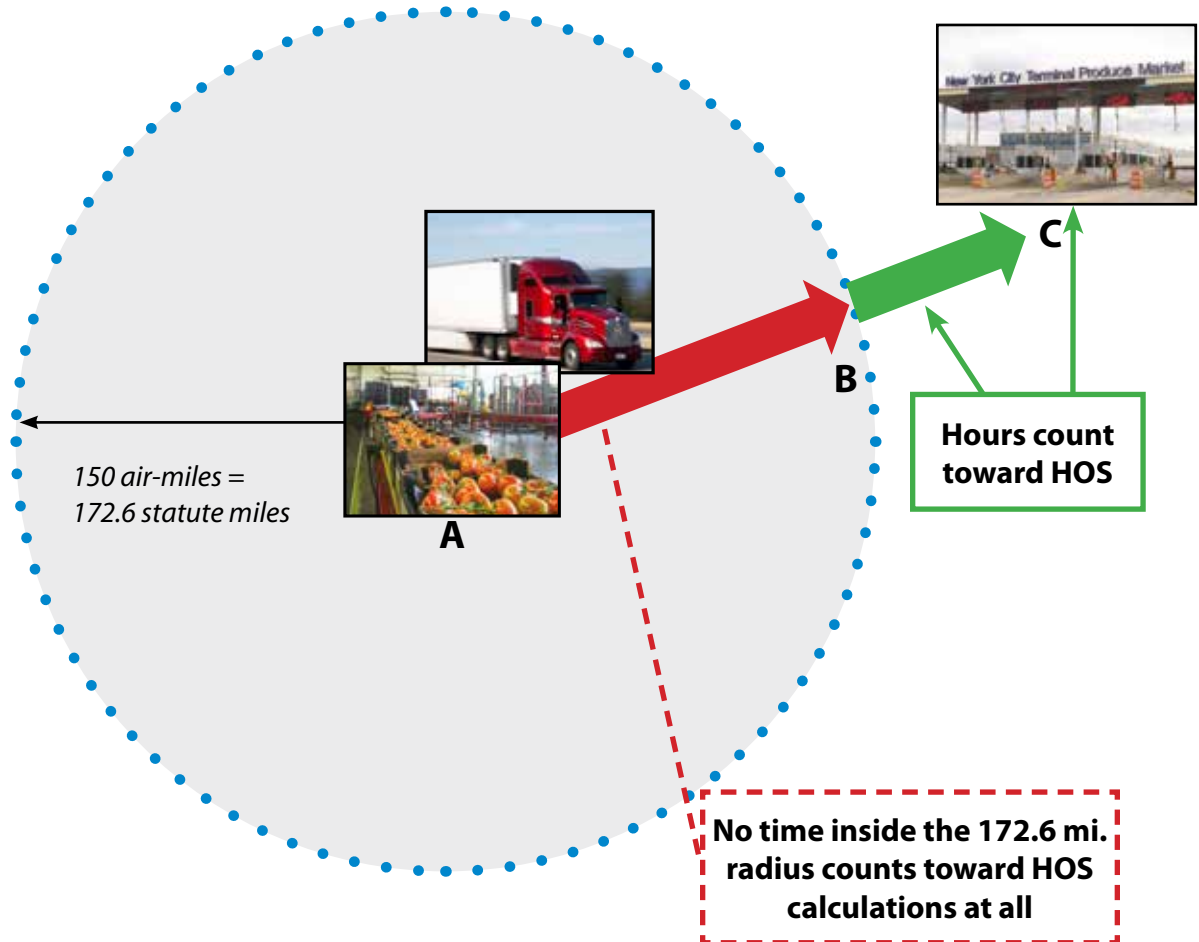 New York City Terminal Produce Market
C
B
Hours count
toward HOS
150 air-miles =
172.6 statute miles
A
No time inside the 172.6 mi.
radius counts toward HOS
calculations at all